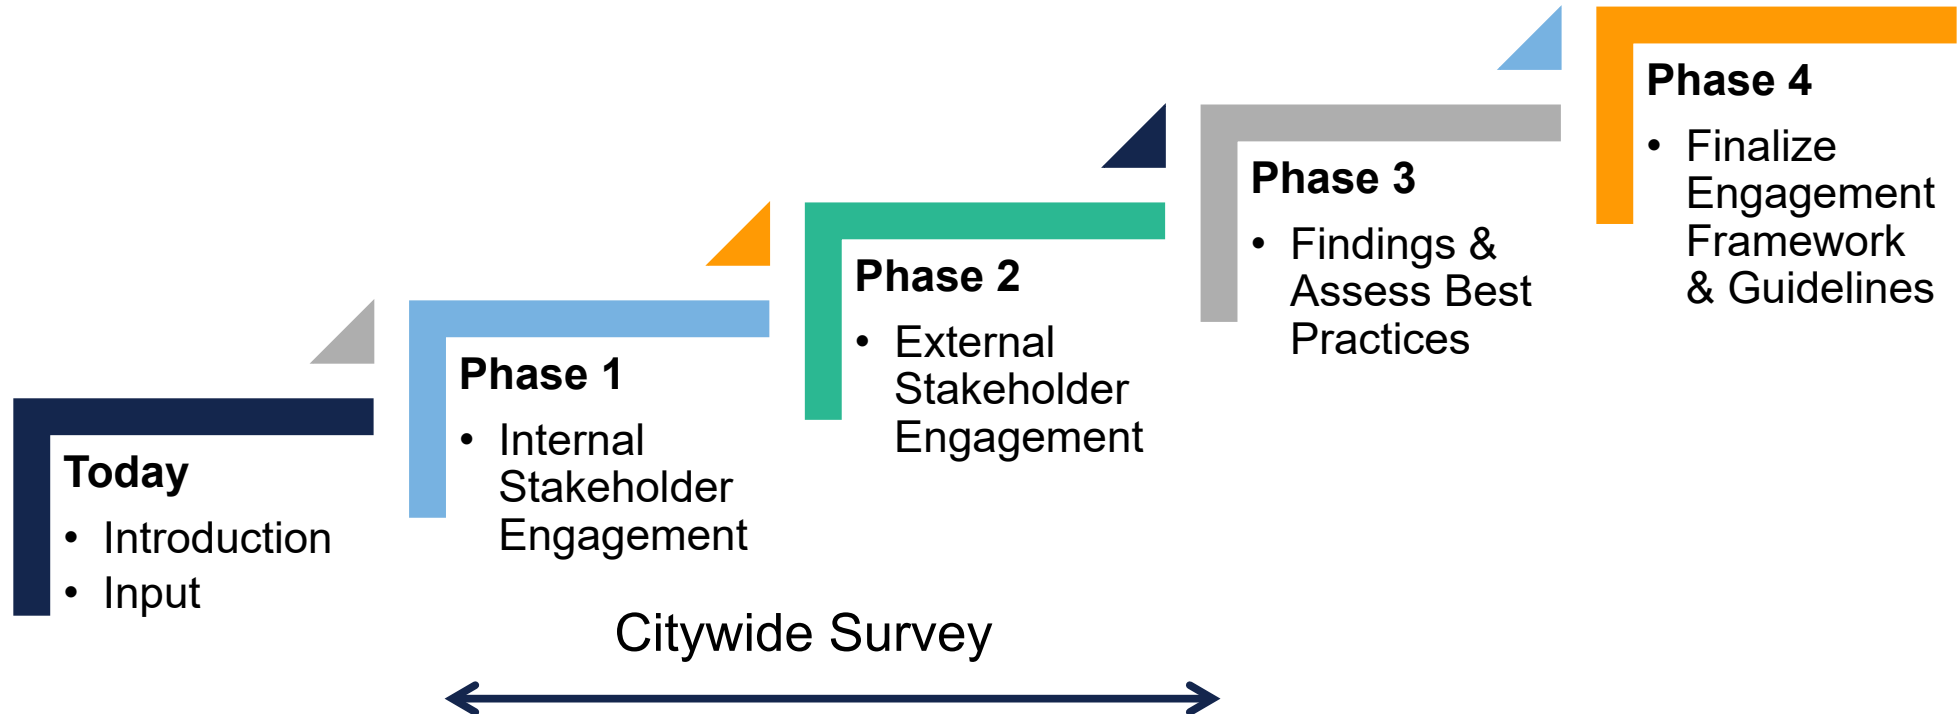 Today
• Introduction
• Input
Phase 1
• Internal
Stakeholder
Engagement
Phase 2
• External
Stakeholder
Engagement
Phase 3
• Findings &
Assess Best
Practices
Phase 4
• Finalize
Engagement
Framework
& Guidelines
Citywide Survey